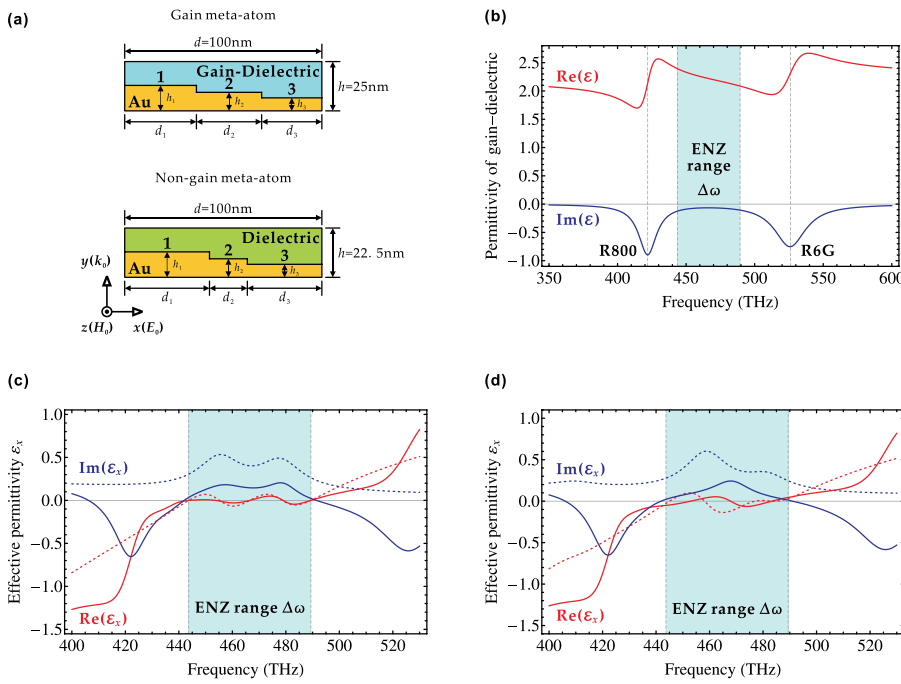 (a)
Gain meta-atom
d=100nm
1
Gain-Dielectric
2
3
Au
h₁
h₂
h₃
h=25nm
d₁
d₂
d₃
Non-gain meta-atom
d=100nm
1
Dielectric
2
3
Au
h₁
h₂
h₃
h=22. 5nm
d₁
d₂
d₃
y(k₀)
z(H₀)
x(E₀)
(b)
Permittivity of gain-dielectric
2.5
2.0
1.5
1.0
0.5
0.0
-0.5
-1.0
Re(ε)
ENZ
range
Δω
Im(ε)
R800
R6G
350
400
450
500
550
600
Frequency (THz)
(c)
Effective permittivity εₓ
1.0
0.5
0.0
-0.5
-1.0
-1.5
Im(εₓ)
Re(εₓ)
ENZ range Δω
400
420
440
460
480
500
520
Frequency (THz)
(d)
Effective permittivity εₓ
1.0
0.5
0.0
-0.5
-1.0
-1.5
Im(εₓ)
Re(εₓ)
ENZ range Δω
400
420
440
460
480
500
520
Frequency (THz)